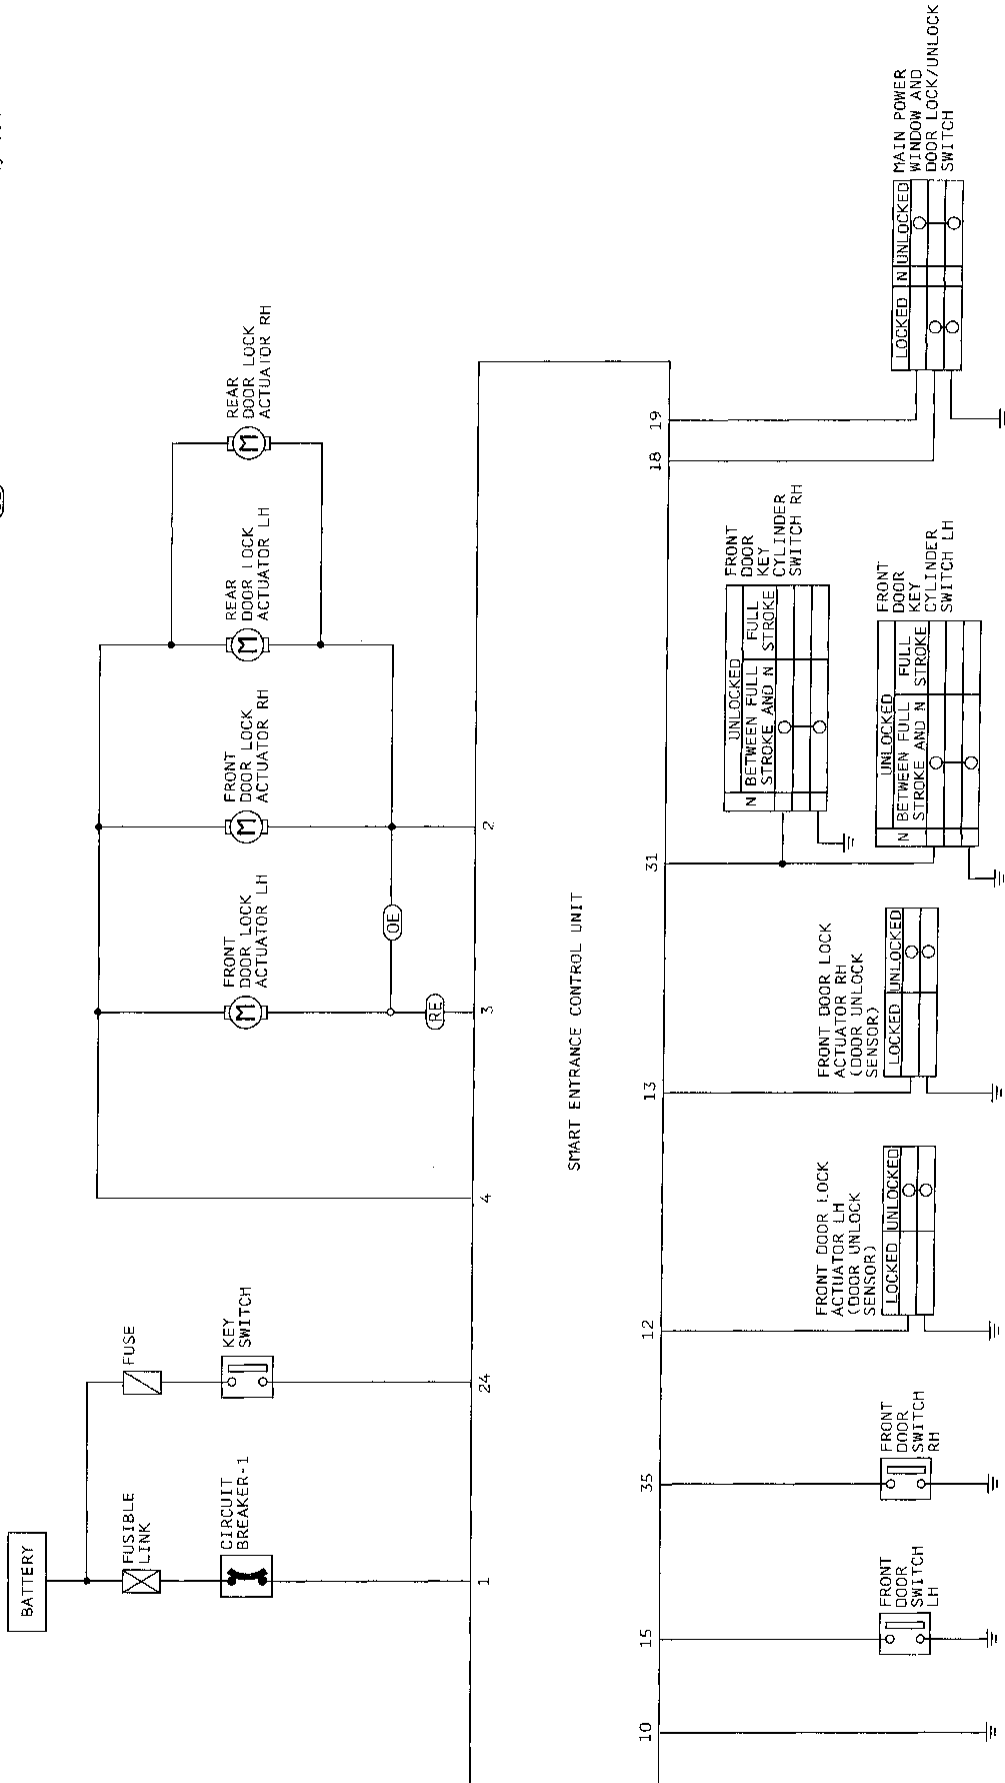 BATTERY
FUSIBLE
LINK
FUSE
CIRCUIT
BREAKER-1
KEY
SWITCH
FRONT
DOOR LOCK
ACTUATOR LH
FRONT
DOOR LOCK
ACTUATOR RH
REAR
DOOR LOCK
ACTUATOR LH
REAR
DOOR LOCK
ACTUATOR RH
M
M
M
M
OE
RE
1
24
4
3
2
SMART ENTRANCE CONTROL UNIT
10
15
35
12
13
31
18
19
FRONT
DOOR
SWITCH
LH
FRONT
DOOR
SWITCH
RH
FRONT DOOR LOCK
ACTUATOR LH
(DOOR UNLOCK
SENSOR)
LOCKED UNLOCKED
FRONT DOOR LOCK
ACTUATOR RH
(DOOR UNLOCK
SENSOR)
LOCKED UNLOCKED
UNLOCKED
N BETWEEN FULL FULL
STROKE AND N STROKE
FRONT
DOOR
KEY
CYLINDER
SWITCH RH
UNLOCKED
N BETWEEN FULL FULL
STROKE AND N STROKE
FRONT
DOOR
KEY
CYLINDER
SWITCH LH
LOCKED N UNLOCKED
MAIN POWER
WINDOW AND
DOOR LOCK/UNLOCK
SWITCH